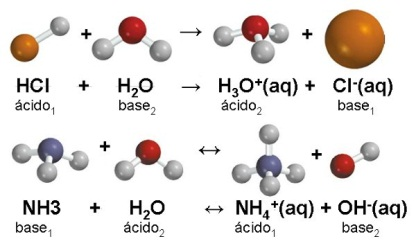 + → +
HCl + H₂O → H₃O⁺(aq) + Cl⁻(aq)
ácido₁ base₂ ácido₂ base₁
+ ↔ +
NH3 + H₂O ↔ NH₄⁺(aq) + OH⁻(aq)
base₁ ácido₂ ácido₁ base₂